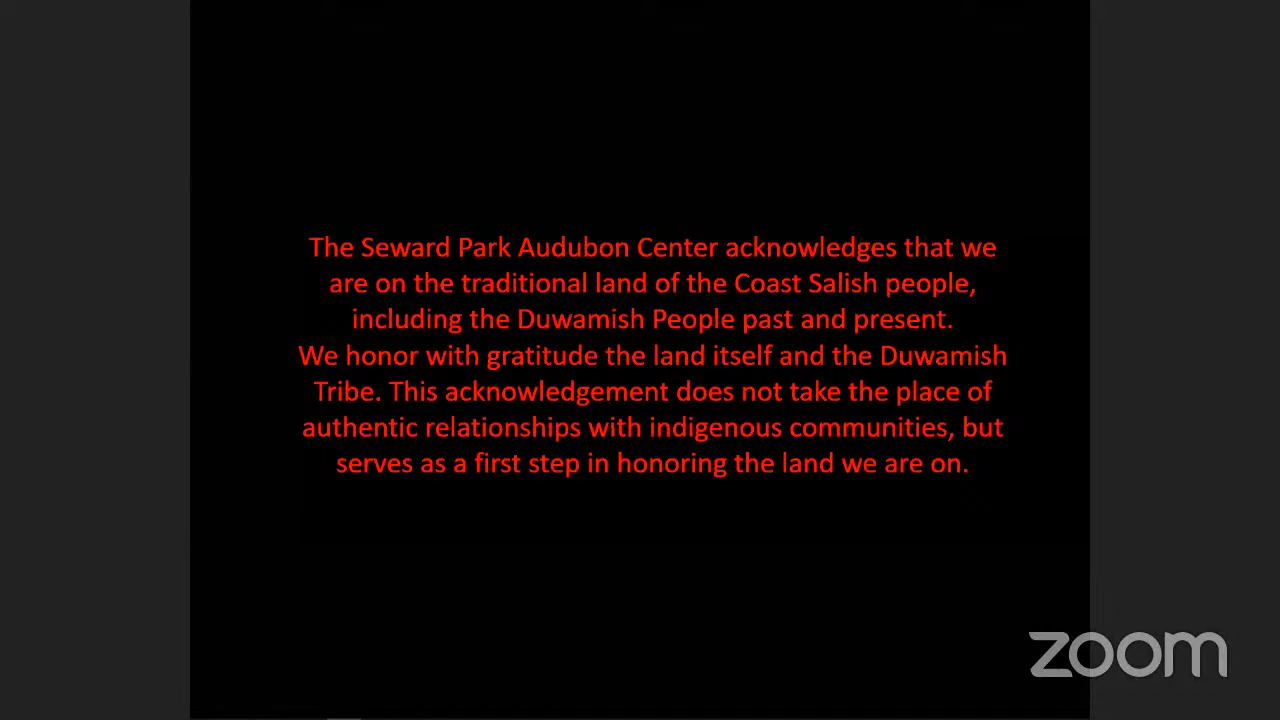 The Seward Park Audubon Center acknowledges that we
are on the traditional land of the Coast Salish people,
including the Duwamish People past and present.
We honor with gratitude the land itself and the Duwamish
Tribe. This acknowledgement does not take the place of
authentic relationships with indigenous communities, but
serves as a first step in honoring the land we are on.
zoom